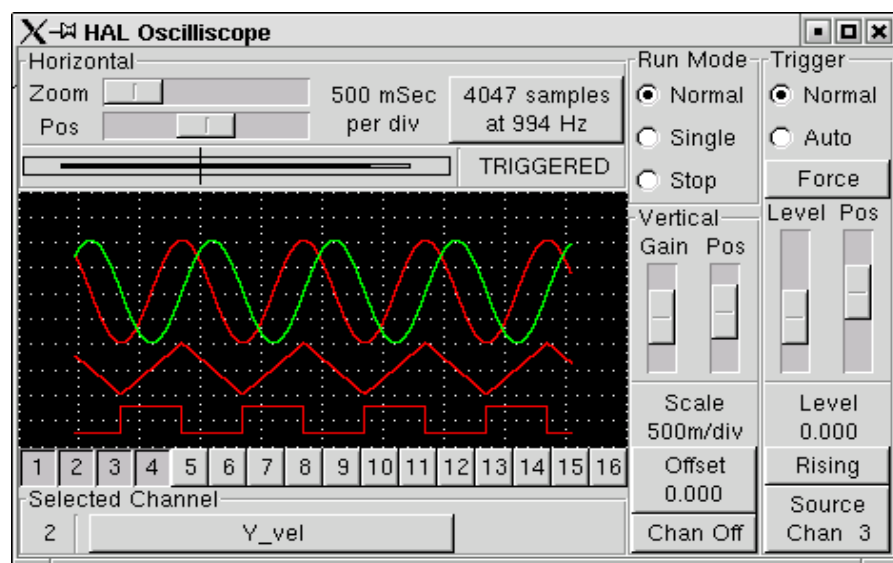 HAL Oscilliscope
Horizontal
Zoom
Pos
500 mSec
per div
4047 samples
at 994 Hz
TRIGGERED
Run Mode
Normal
Single
Stop
Trigger
Normal
Auto
Force
Vertical
Gain Pos
Level Pos
Scale
500m/div
Offset
0.000
Chan Off
Level
0.000
Rising
Source
Chan 3
1 2 3 4 5 6 7 8 9 10 11 12 13 14 15 16
Selected Channel
2 Y_vel